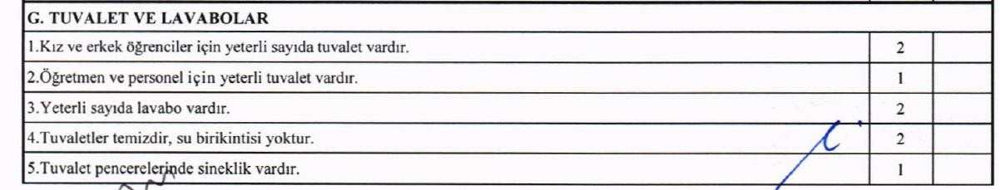 G. TUVALET VE LAVABOLAR
1.Kız ve erkek öğrenciler için yeterli sayıda tuvalet vardır. 2
2.Öğretmen ve personel için yeterli tuvalet vardır. 1
3.Yeterli sayıda lavabo vardır. 2
4.Tuvaletler temizdir, su birikintisi yoktur. 2
5.Tuvalet pencerelerinde sineklik vardır. 1